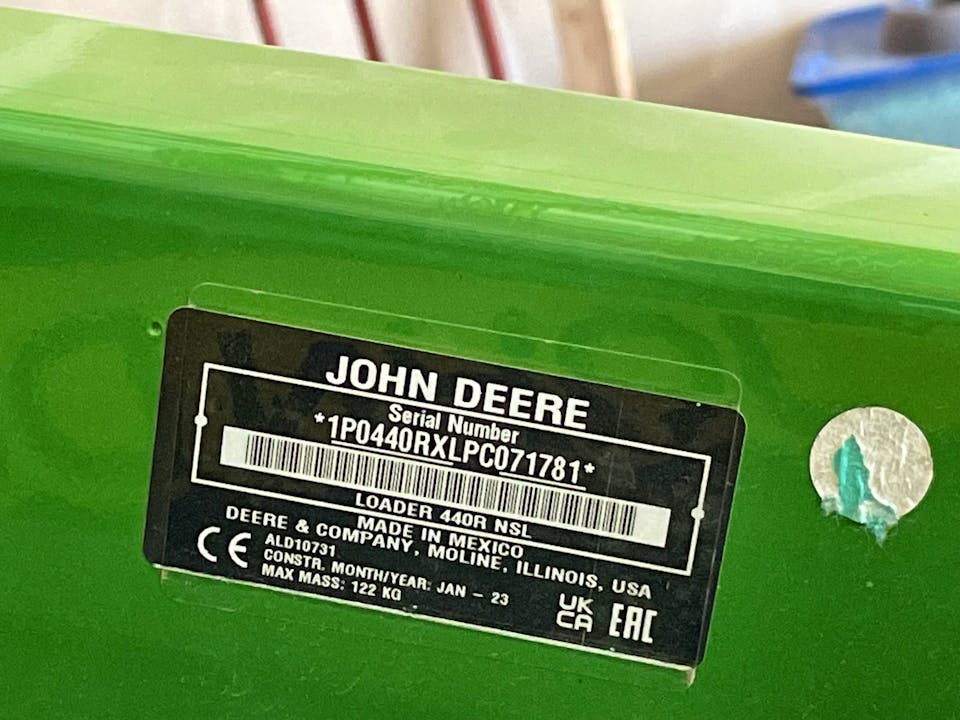 JOHN DEERE
Serial Number
*1P0440RXLPC071781*
LOADER 440R NSL
MADE IN MEXICO
DEERE & COMPANY, MOLINE, ILLINOIS, USA
CE
ALD10731
CONSTR. MONTH/YEAR: JAN - 23
MAX MASS: 122 KG
UK
CA
EAC